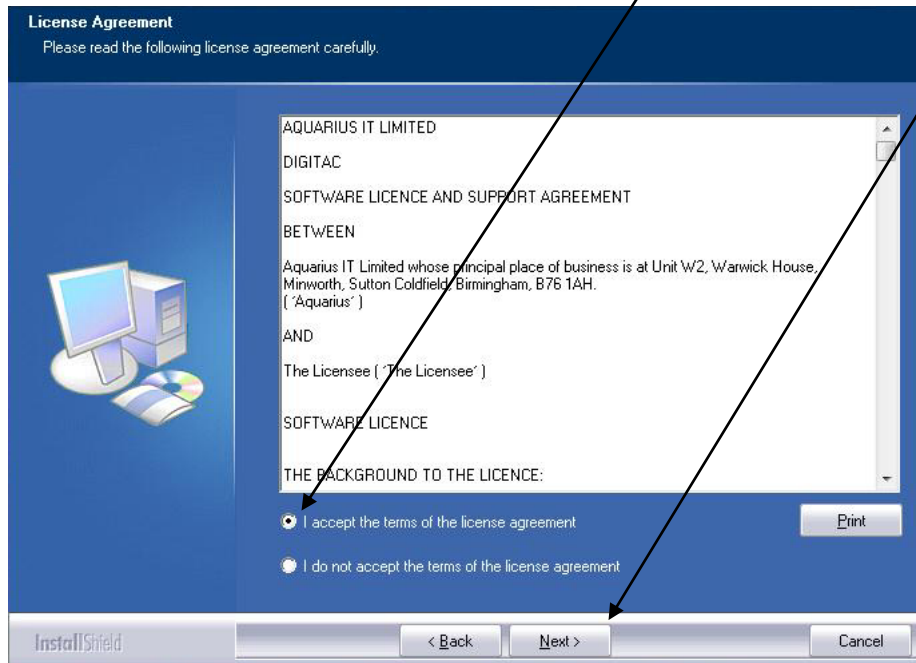 License Agreement
Please read the following license agreement carefully.
AQUARIUS IT LIMITED
DIGITAC
SOFTWARE LICENCE AND SUPPORT AGREEMENT
BETWEEN
Aquarius IT Limited whose principal place of business is at Unit W2, Warwick House,
Minworth, Sutton Coldfield, Birmingham, B76 1AH.
( 'Aquarius' )
AND
The Licensee ( 'The Licensee' )
SOFTWARE LICENCE
THE BACKGROUND TO THE LICENCE:
I accept the terms of the license agreement
Print
I do not accept the terms of the license agreement
InstallShield
< Back
Next >
Cancel